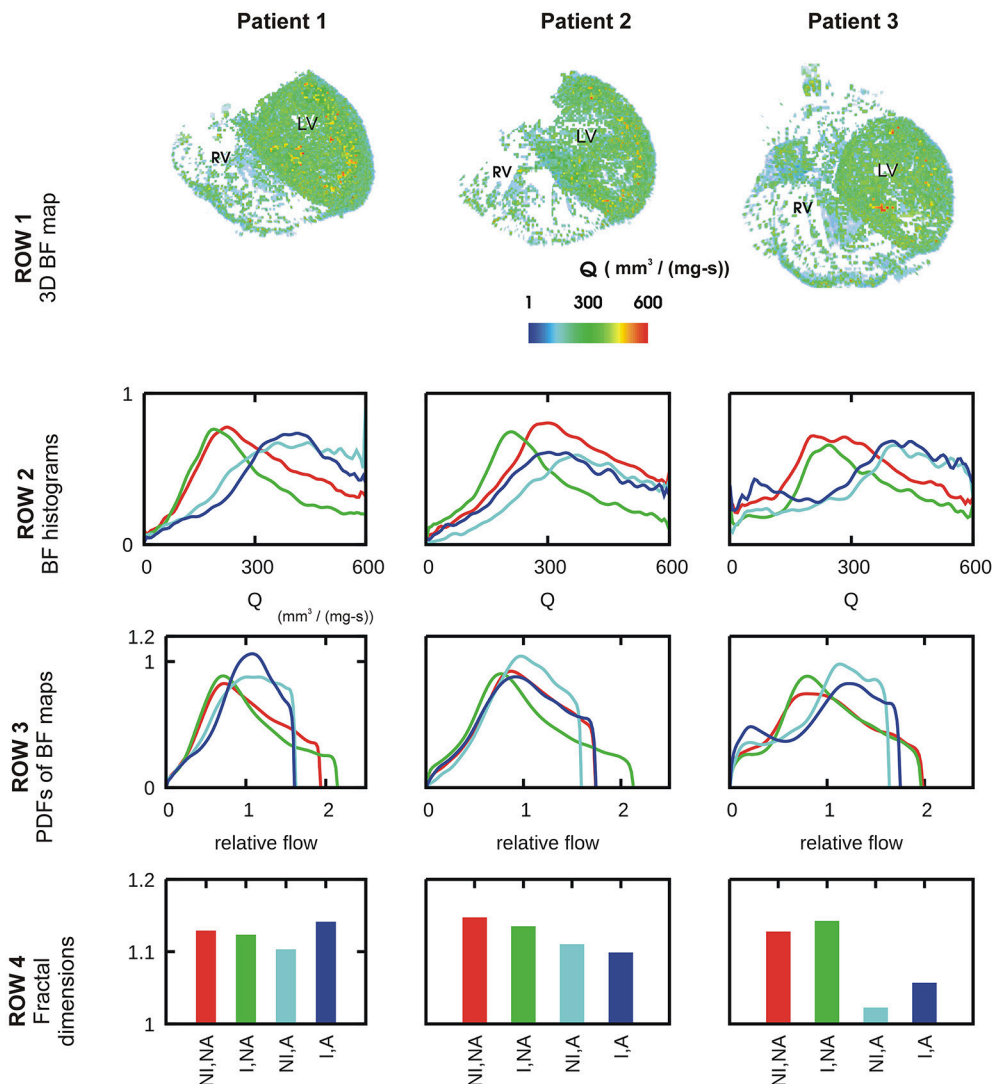 Patient 1 Patient 2 Patient 3
ROW 1
3D BF map
LV
RV
LV
RV
LV
RV
Q ( mm³ / (mg-s))
1 300 600
ROW 2
BF histograms
1
0
0 300 600
0 300 600
0 300 600
Q
(mm³ / (mg-s))
Q
Q
ROW 3
PDFs of BF maps
1.2
1
0
0 1 2
0 1 2
0 1 2
relative flow
relative flow
relative flow
ROW 4
Fractal
dimensions
1.2
1.1
1
NI,NA
I,NA
NI,A
I,A
NI,NA
I,NA
NI,A
I,A
NI,NA
I,NA
NI,A
I,A